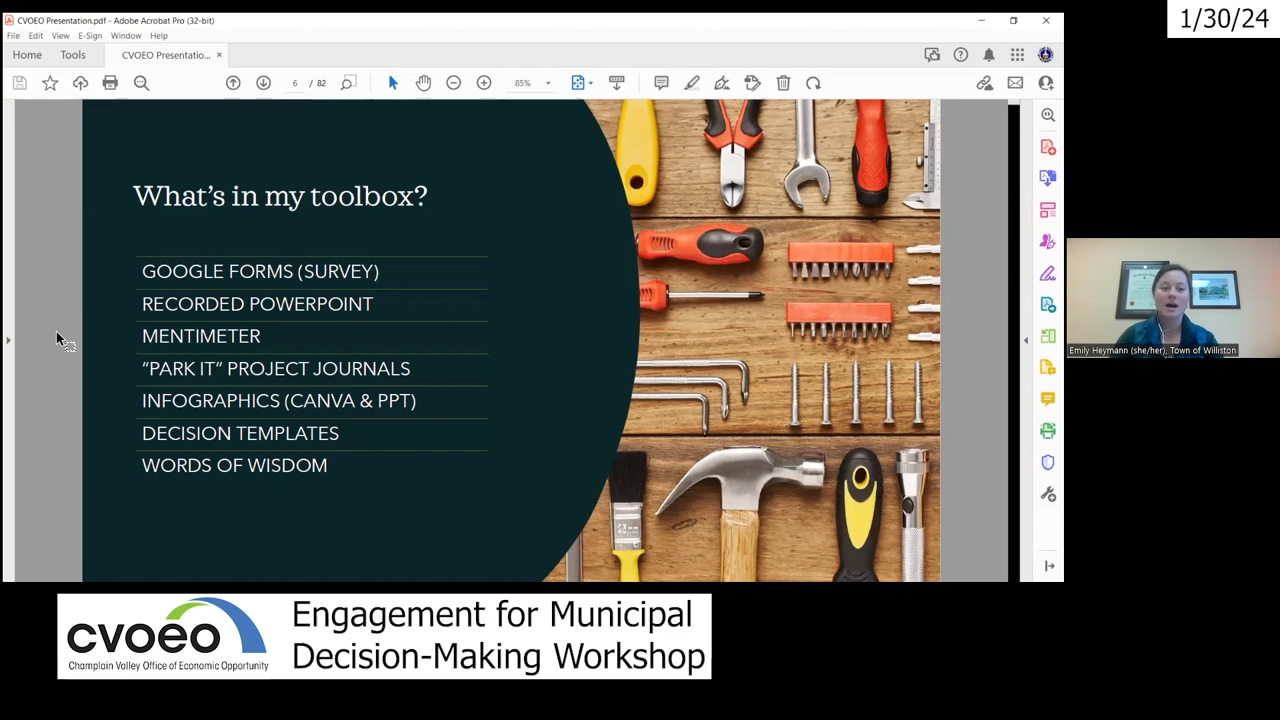 CVOEO Presentation.pdf - Adobe Acrobat Pro (32-bit)
1/30/24
File Edit View E-Sign Window Help
Home Tools CVOEO Presentatio... ×
6 / 82 85%
What's in my toolbox?
GOOGLE FORMS (SURVEY)
RECORDED POWERPOINT
MENTIMETER
“PARK IT” PROJECT JOURNALS
INFOGRAPHICS (CANVA & PPT)
DECISION TEMPLATES
WORDS OF WISDOM
Emily Heymann (she/her), Town of Williston
cvoeo
Champlain Valley Office of Economic Opportunity
Engagement for Municipal
Decision-Making Workshop